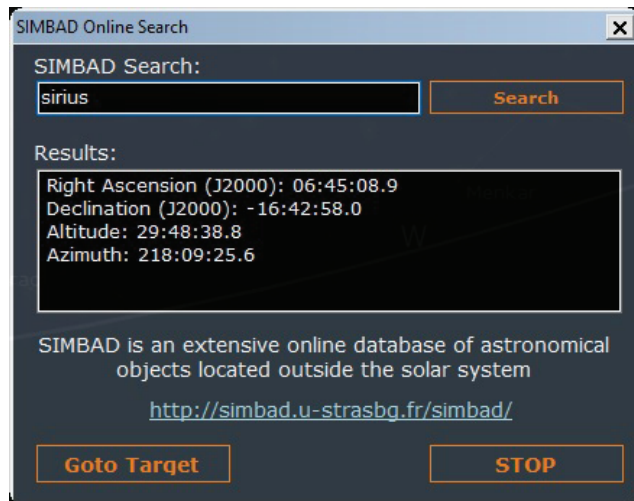 SIMBAD Online Search
SIMBAD Search:
sirius
Search
Results:
Right Ascension (J2000): 06:45:08.9
Declination (J2000): -16:42:58.0
Altitude: 29:48:38.8
Azimuth: 218:09:25.6
Menkar
W
SIMBAD is an extensive online database of astronomical
objects located outside the solar system
http://simbad.u-strasbg.fr/simbad/
Goto Target
STOP